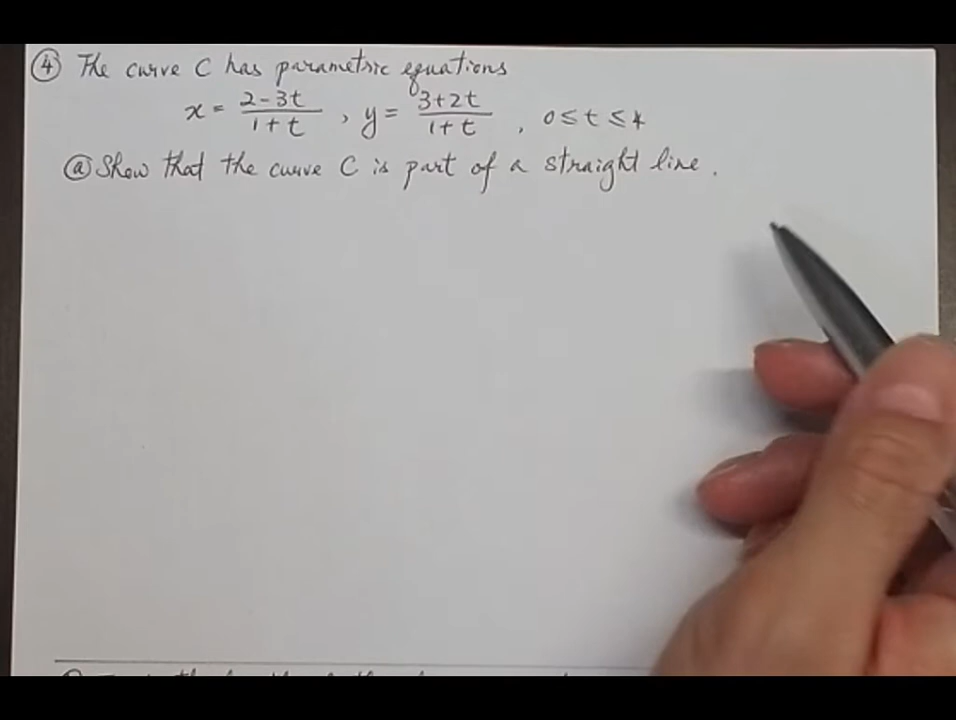 ④ The curve C has parametric equations
x = 2-3t / 1+t , y = 3+2t / 1+t , 0 ≤ t ≤ 4
ⓐ Show that the curve C is part of a straight line.